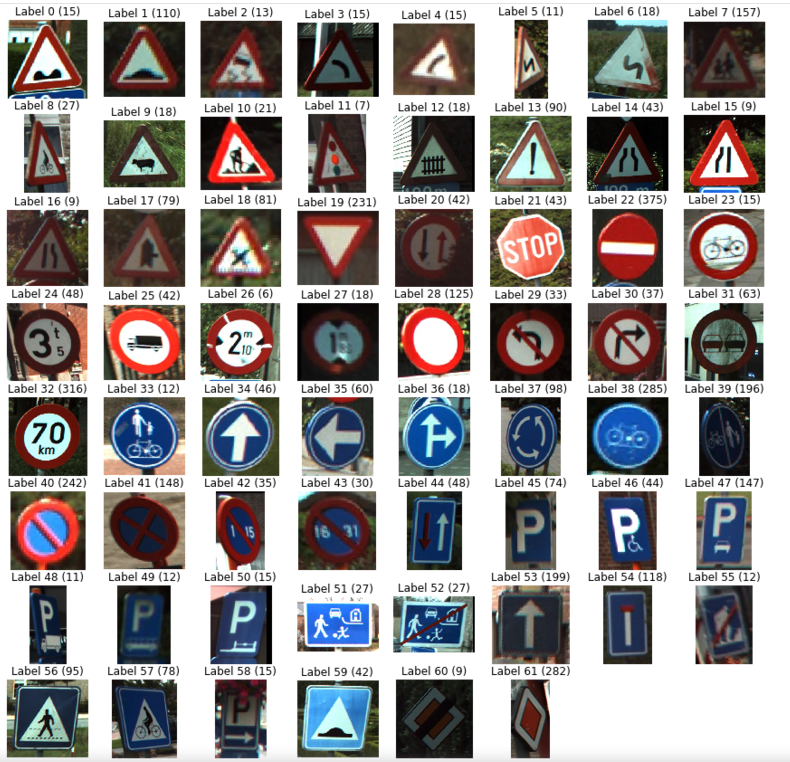 Label 0 (15) Label 1 (110) Label 2 (13) Label 3 (15) Label 4 (15) Label 5 (11) Label 6 (18) Label 7 (157)
Label 8 (27) Label 9 (18) Label 10 (21) Label 11 (7) Label 12 (18) Label 13 (90) Label 14 (43) Label 15 (9)
Label 16 (9) Label 17 (79) Label 18 (81) Label 19 (231) Label 20 (42) Label 21 (43) Label 22 (375) Label 23 (15)
STOP
Label 24 (48) Label 25 (42) Label 26 (6) Label 27 (18) Label 28 (125) Label 29 (33) Label 30 (37) Label 31 (63)
3 t 5
2 m 10
Label 32 (316) Label 33 (12) Label 34 (46) Label 35 (60) Label 36 (18) Label 37 (98) Label 38 (285) Label 39 (196)
70
km
Label 40 (242) Label 41 (148) Label 42 (35) Label 43 (30) Label 44 (48) Label 45 (74) Label 46 (44) Label 47 (147)
1 15
16 31
P
P
P
Label 48 (11) Label 49 (12) Label 50 (15) Label 51 (27) Label 52 (27) Label 53 (199) Label 54 (118) Label 55 (12)
P
P
P
Label 56 (95) Label 57 (78) Label 58 (15) Label 59 (42) Label 60 (9) Label 61 (282)
P